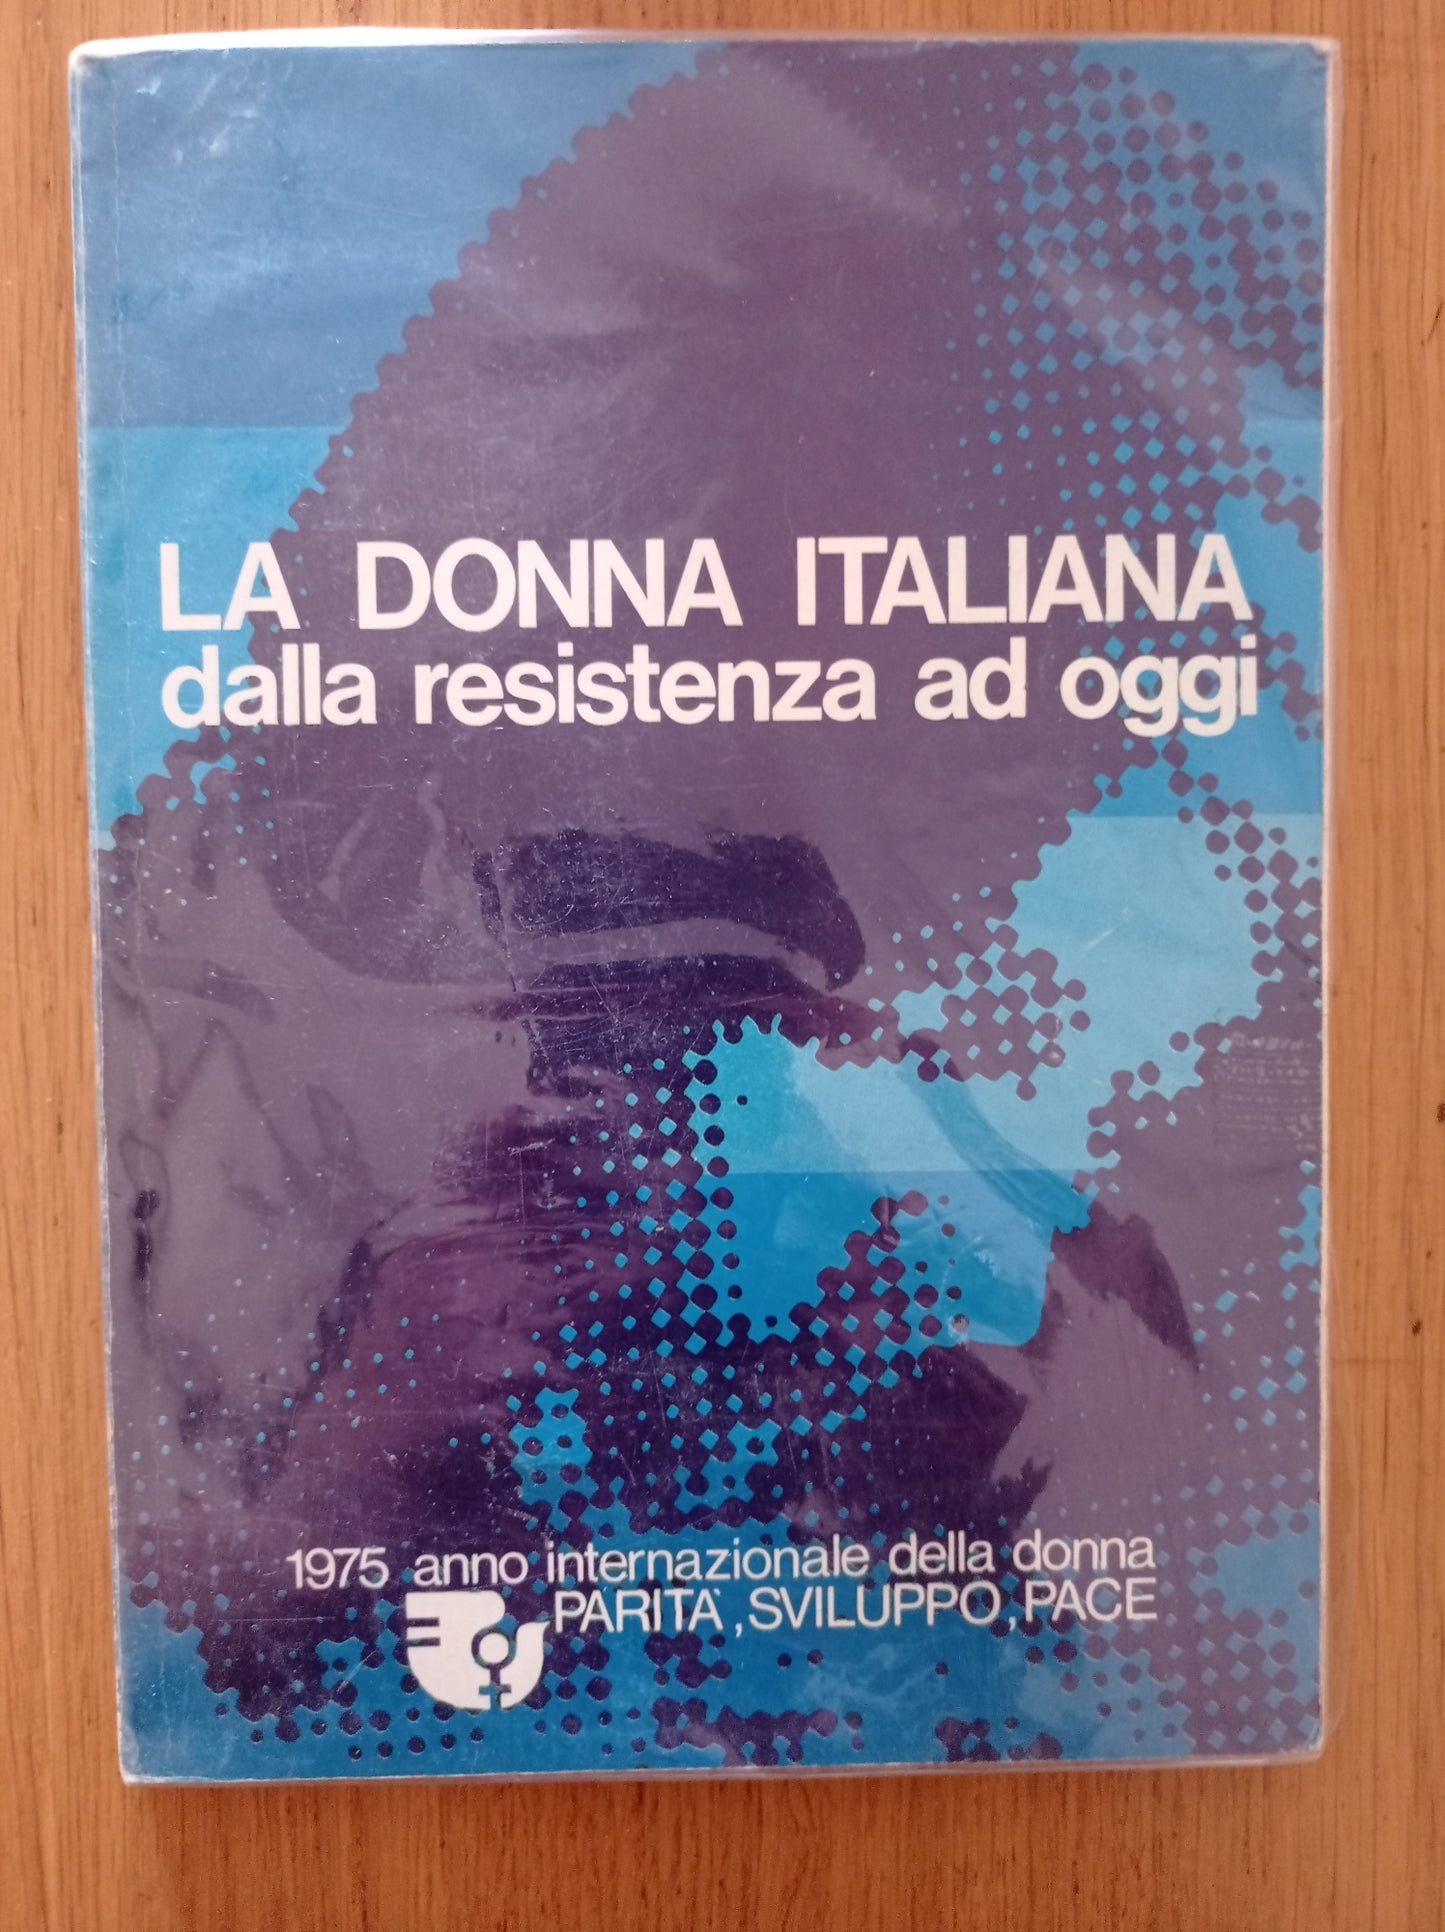 LA DONNA ITALIANA
dalla resistenza ad oggi
1975 anno internazionale della donna
PARITA', SVILUPPO, PACE